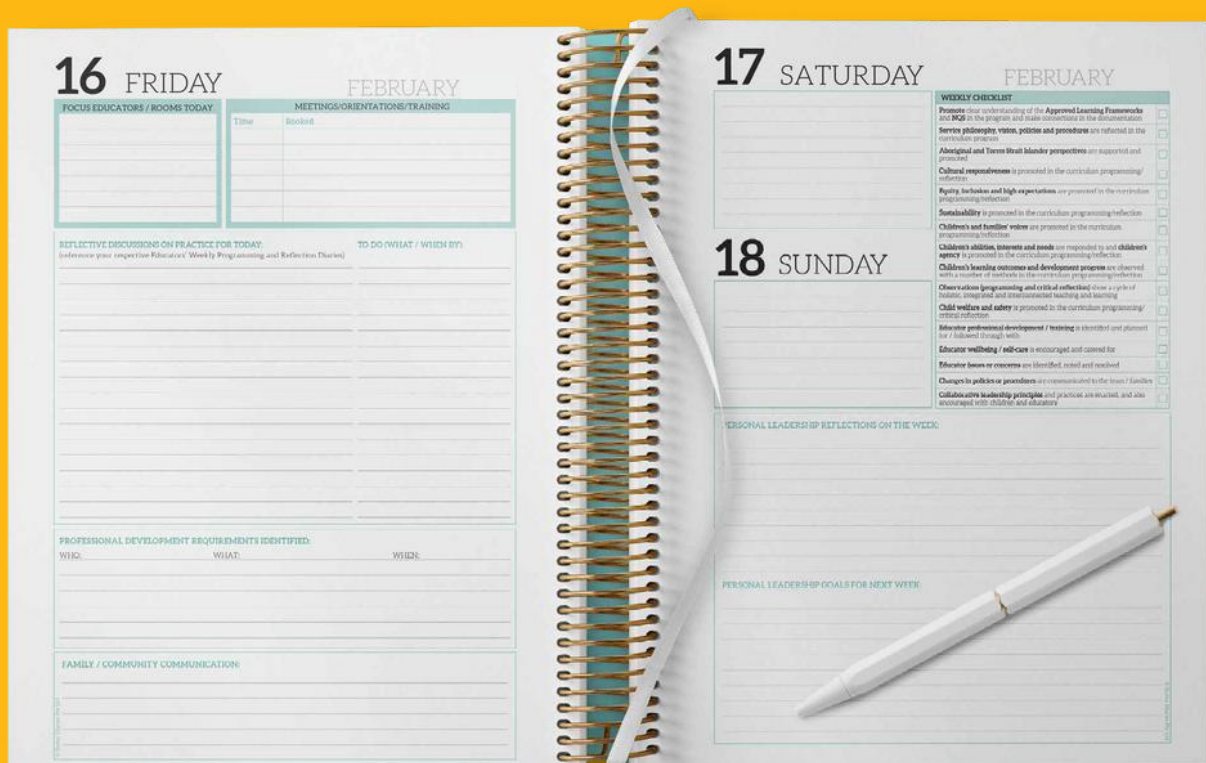 16 FRIDAY
FEBRUARY
FOCUS EDUCATORS / ROOMS TODAY
MEETINGS/ORIENTATIONS/TRAINING
TIME:
REFLECTIVE DISCUSSIONS ON PRACTICE FOR TODAY:
(reference your respective Educators' Weekly Programming and Reflection Diaries)
TO DO (WHAT / WHEN BY):
PROFESSIONAL DEVELOPMENT REQUIREMENTS IDENTIFIED:
WHO:
WHAT:
WHEN:
FAMILY / COMMUNITY COMMUNICATION:
17 SATURDAY
FEBRUARY
18 SUNDAY
WEEKLY CHECKLIST
Promote clear understanding of the Approved Learning Frameworks
and NQS in the program and make connections in the documentation
Service philosophy, vision, policies and procedures are reflected in the
curriculum program
Aboriginal and Torres Strait Islander perspectives are supported and
promoted
Cultural responsiveness is promoted in the curriculum programming/
reflection
Equity, inclusion and high expectations are promoted in the curriculum
programming/reflection
Sustainability is promoted in the curriculum programming/reflection
Children's and families' voices are promoted in the curriculum
programming/reflection
Children's abilities, interests and needs are responded to and children's
agency is promoted in the curriculum programming/reflection
Children's learning outcomes and development progress are observed
with a number of methods in the curriculum programming/reflection
Observations (programming and critical reflection) show a cycle of
holistic, integrated and interconnected teaching and learning
Child welfare and safety is promoted in the curriculum programming/
critical reflection
Educator professional development / training is identified and planned
for / followed through with
Educator wellbeing / self-care is encouraged and catered for
Educator issues or concerns are identified, noted and resolved
Changes in policies or procedures are communicated to the team / families
Collaborative leadership principles and practices are enacted, and also
encouraged with children and educators
PERSONAL LEADERSHIP REFLECTIONS ON THE WEEK:
PERSONAL LEADERSHIP GOALS FOR NEXT WEEK: